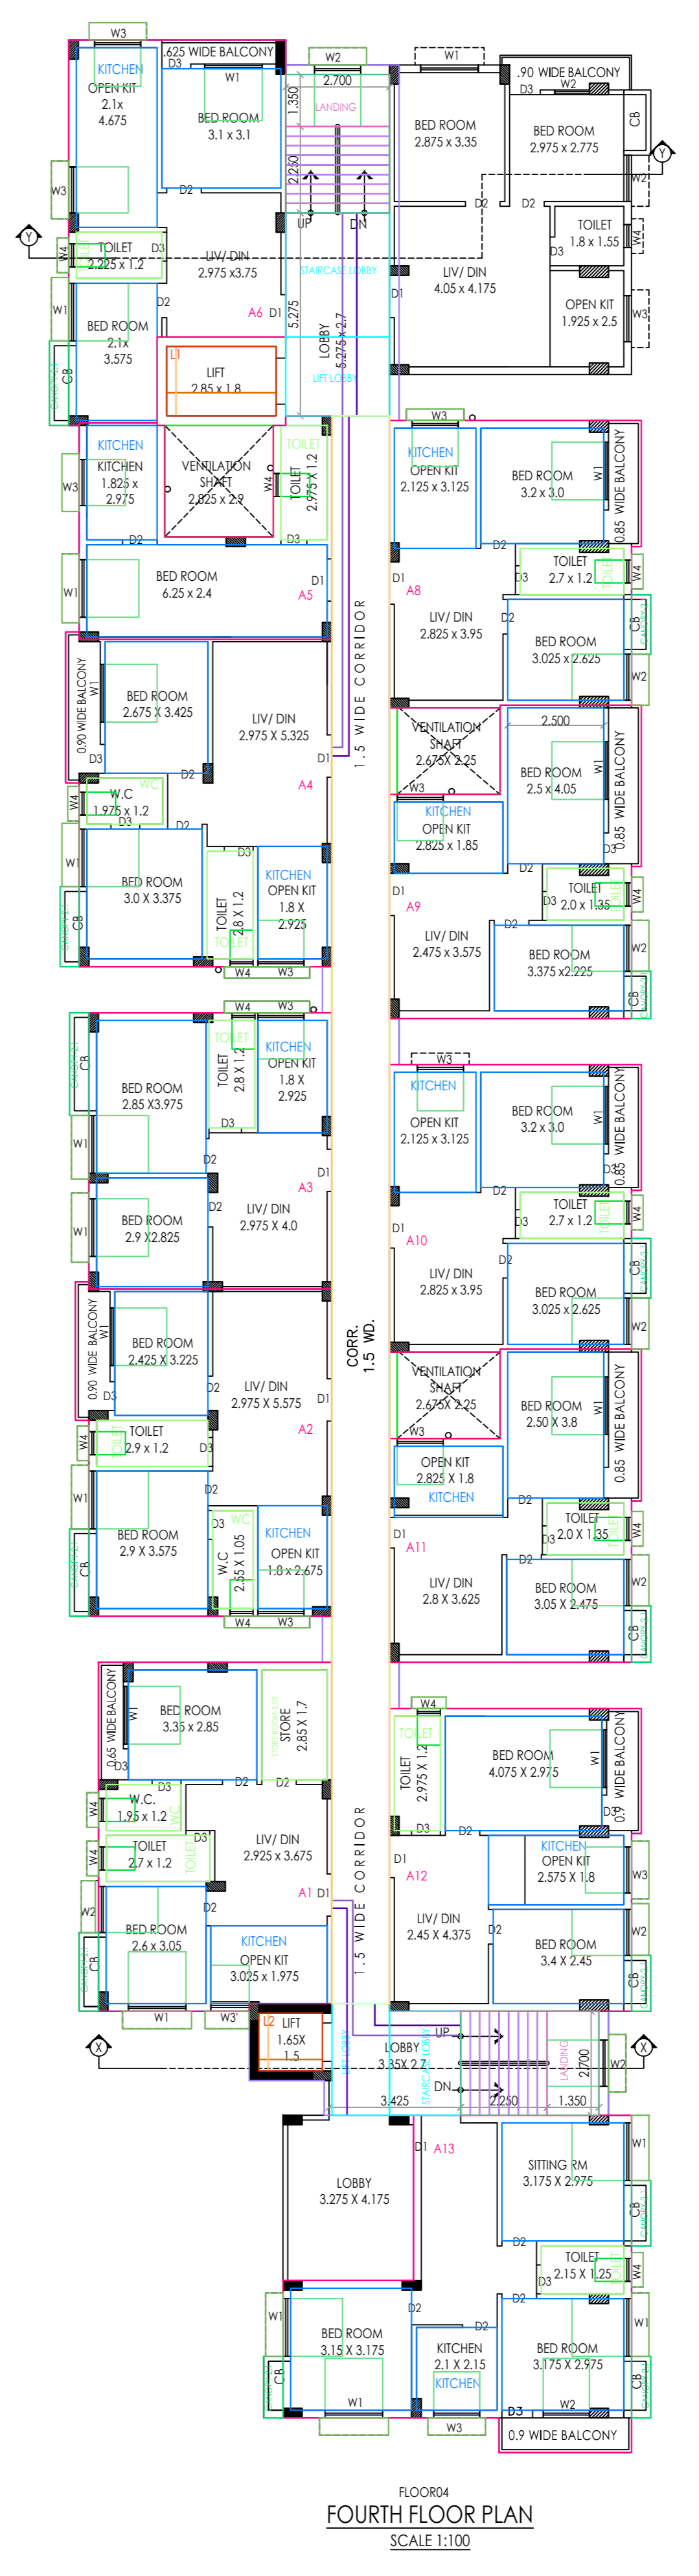 W3
.625 WIDE BALCONY
W2
W1
D3
KITCHEN
OPEN KIT
2.1x
4.675
W1
BED ROOM
3.1 x 3.1
2.700
1.350
LANDING
.90 WIDE BALCONY
D3
W2
CB
BED ROOM
2.875 x 3.35
BED ROOM
2.975 x 2.775
Y
2.250
W3
D2
W2
D2
D2
UP
DN
TOILET
1.8 x 1.55
W4
Y
W4
TOILET
TOILET
2.225 x 1.2
D3
LIV/ DIN
2.975 x3.75
STAIRCASE LOBBY
LIV/ DIN
4.05 x 4.175
D3
D1
W1
D2
A6
D1
5.275
LOBBY
5.275 x 2.7
OPEN KIT
1.925 x 2.5
W3
BED ROOM
2.1x
3.575
L1
LIFT
2.85 x 1.8
LIFT LOBBY
CB
W3
KITCHEN
KITCHEN
1.825 x
2.975
W3
VENTILATION
SHAFT
2.825 x 2.9
TOILET
TOILET
2.975 x 1.2
W4
D2
D3
KITCHEN
OPEN KIT
2.125 x 3.125
BED ROOM
3.2 x 3.0
W1
0.85 WIDE BALCONY
D2
BED ROOM
6.25 x 2.4
W1
D1
A5
D1
A8
D3
TOILET
2.7 x 1.2
TOILET
W4
LIV/ DIN
2.825 x 3.95
D2
BED ROOM
3.025 x 2.625
CB
W2
1.5 WIDE CORRIDOR
0.90 WIDE BALCONY
W1
BED ROOM
2.675 X 3.425
LIV/ DIN
2.975 X 5.325
D3
D2
D1
A4
VENTILATION
SHAFT
2.675X 2.25
2.500
BED ROOM
2.5 x 4.05
W1
0.85 WIDE BALCONY
W3
KITCHEN
OPEN KIT
2.825 x 1.85
D3
D2
WC
W.C
1.975 x 1.2
W4
D3
D2
W1
BED ROOM
3.0 X 3.375
CB
D3
TOILET
2.8 X 1.2
TOILET
KITCHEN
OPEN KIT
1.8 X
2.925
W4
W3
D1
A9
D3
TOILET
2.0 x1.35
TOILET
W4
LIV/ DIN
2.475 x 3.575
D2
BED ROOM
3.375 x2.225
W2
CB
W4
W3
BED ROOM
2.85 X3.975
CB
W1
TOILET
TOILET
2.8 X 1.2
D3
KITCHEN
OPEN KIT
1.8 X
2.925
D2
D1
A3
W1
BED ROOM
2.9 X2.825
D2
LIV/ DIN
2.975 X 4.0
W3
KITCHEN
OPEN KIT
2.125 x 3.125
BED ROOM
3.2 x 3.0
W1
D3
0.85 WIDE BALCONY
D2
D1
A10
D3
TOILET
2.7 x 1.2
TOILET
W4
LIV/ DIN
2.825 x 3.95
D2
BED ROOM
3.025 x 2.625
CB
W2
0.90 WIDE BALCONY
W1
BED ROOM
2.425 X 3.225
D3
D2
LIV/ DIN
2.975 X 5.575
D1
A2
CORR.
1.5 WD.
VENTILATION
SHAFT
2.675X 2.25
W3
OPEN KIT
2.825 x 1.8
KITCHEN
BED ROOM
2.50 X 3.8
W1
0.85 WIDE BALCONY
D2
W4
TOILET
TOILET
2.9 x 1.2
D3
D2
W1
BED ROOM
2.9 X 3.575
CB
D3
WC
W.C
2.55 X 1.05
KITCHEN
OPEN KIT
1.8 x 2.675
W4
W3
D1
A11
D3
TOILET
2.0 X 1.35
TOILET
W4
LIV/ DIN
2.8 X 3.625
D2
BED ROOM
3.05 X 2.475
W2
CB
0.65 WIDE BALCONY
W1
BED ROOM
3.35 x 2.85
STORE
2.85 X 1.7
D3
D3
D2
D2
W4
W.C.
1.95 x 1.2
WC
W4
TOILET
2.7 x 1.2
TOILET
D3
LIV/ DIN
2.925 X 3.675
A1
D1
W2
BED ROOM
2.6 x 3.05
D2
CB
KITCHEN
OPEN KIT
3.025 x 1.975
W1
W3'
1.5 WIDE CORRIDOR
W4
TOILET
TOILET
2.975 X 1.2
D3
BED ROOM
4.075 X 2.975
W1
D3
0.9 WIDE BALCONY
D2
D1
A12
KITCHEN
OPEN KIT
2.575 X 1.8
W3
LIV/ DIN
2.45 X 4.375
D2
BED ROOM
3.4 X 2.45
W2
CB
L2
LIFT
1.65X
1.5
LIFT LOBBY
LOBBY
3.35X 2.7
STAIRCASE LOBBY
UP
DN
LANDING
2.700
W2
X
X
3.425
2.250
1.350
D1
A13
LOBBY
3.275 X 4.175
SITTING RM
3.175 X 2.975
W1
CB
D2
TOILET
2.15 X 1.25
TOILET
W4
D3
D2
W1
BED ROOM
3.15 X 3.175
CB
D2
D2
KITCHEN
2.1 X 2.15
KITCHEN
BED ROOM
3.175 X 2.975
W1
CB
W1
W3
D3
W2
0.9 WIDE BALCONY
FLOOR04
FOURTH FLOOR PLAN
SCALE 1:100